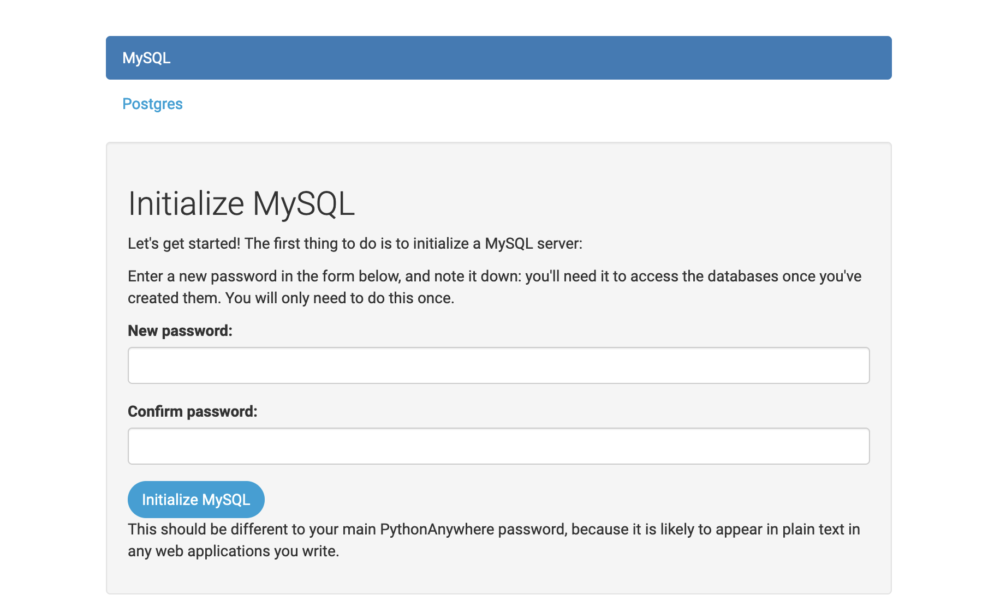 MySQL
Postgres
Initialize MySQL
Let's get started! The first thing to do is to initialize a MySQL server:
Enter a new password in the form below, and note it down: you'll need it to access the databases once you've
created them. You will only need to do this once.
New password:
Confirm password:
Initialize MySQL
This should be different to your main PythonAnywhere password, because it is likely to appear in plain text in
any web applications you write.